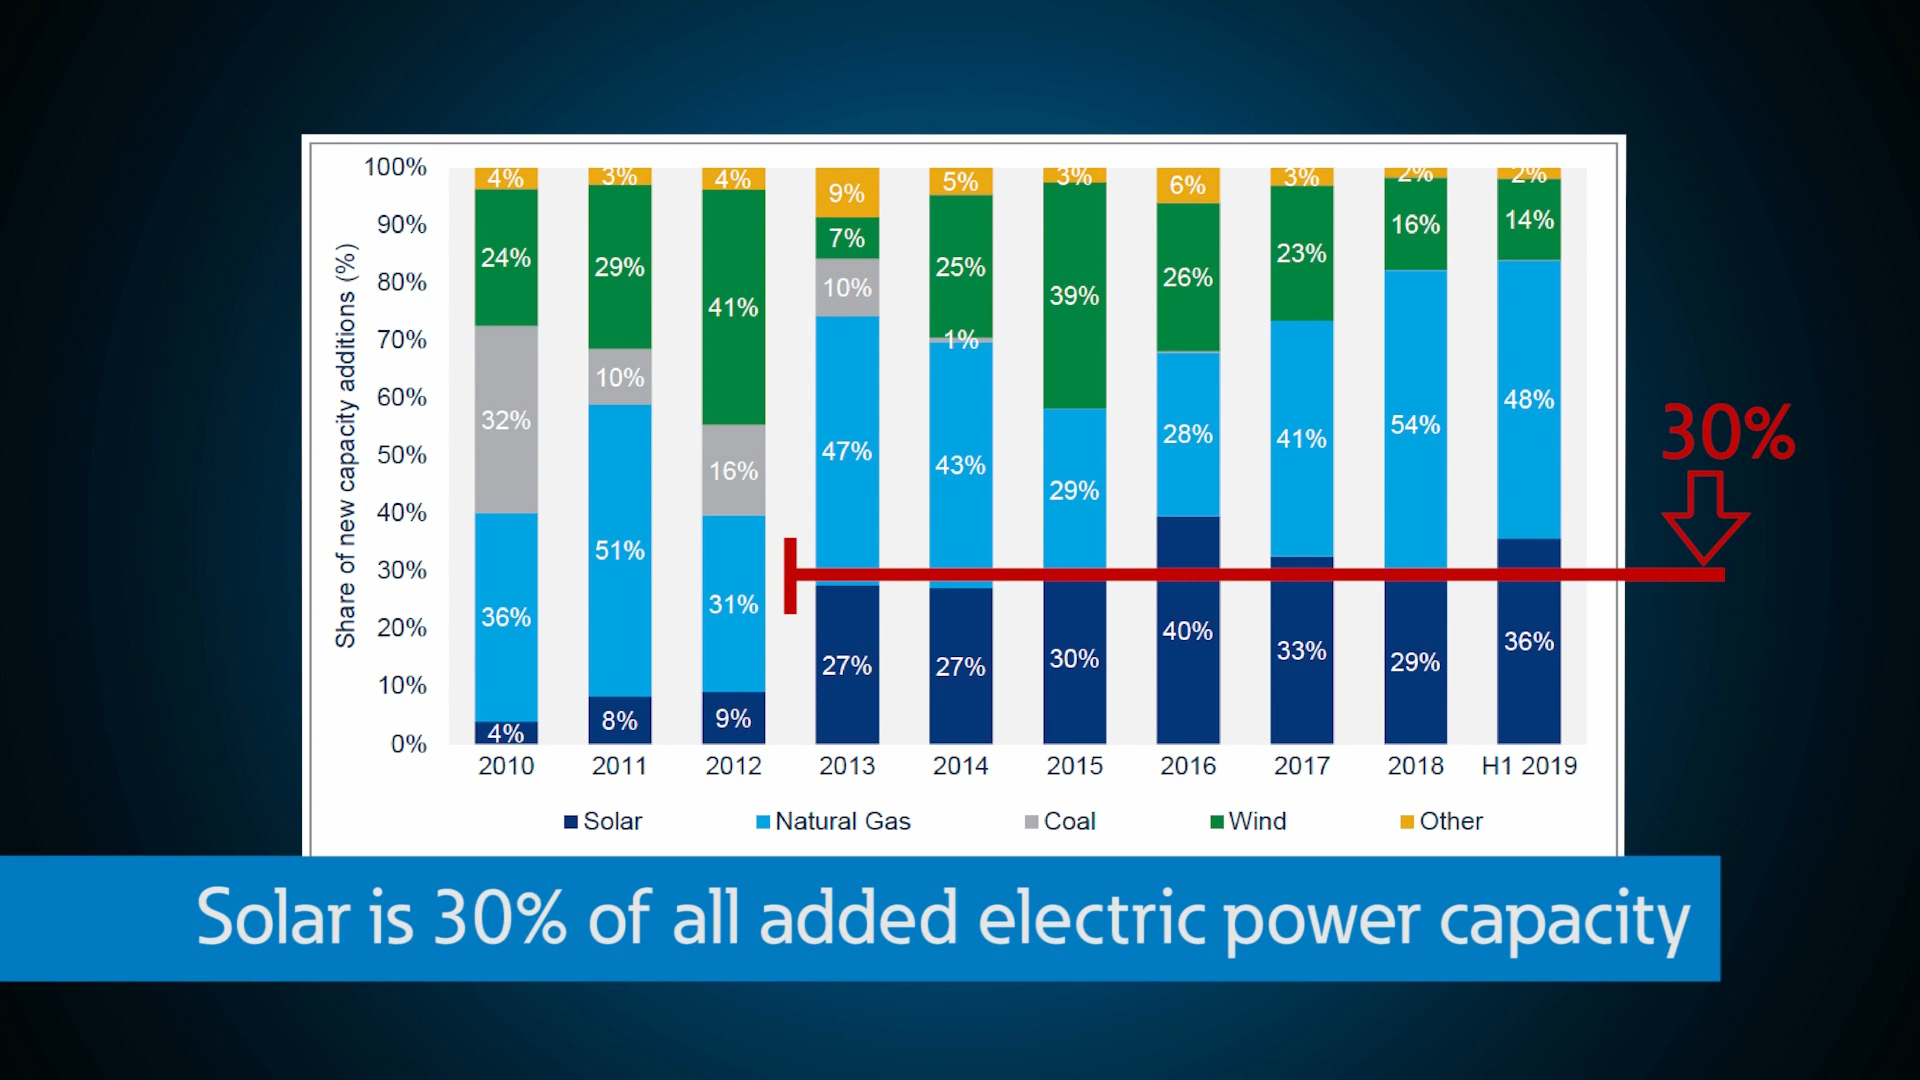 100%
90%
80%
70%
60%
50%
40%
30%
20%
10%
0%
Share of new capacity additions (%)
4% 3% 4% 9% 5% 3% 6% 3% 2% 2%
24% 29% 41% 7% 25% 39% 26% 23% 16% 14%
32% 10% 16% 10% 1%
36% 51% 31% 47% 43% 29% 28% 41% 54% 48%
4% 8% 9% 27% 27% 30% 40% 33% 29% 36%
2010 2011 2012 2013 2014 2015 2016 2017 2018 H1 2019
Solar Natural Gas Coal Wind Other
30%
Solar is 30% of all added electric power capacity